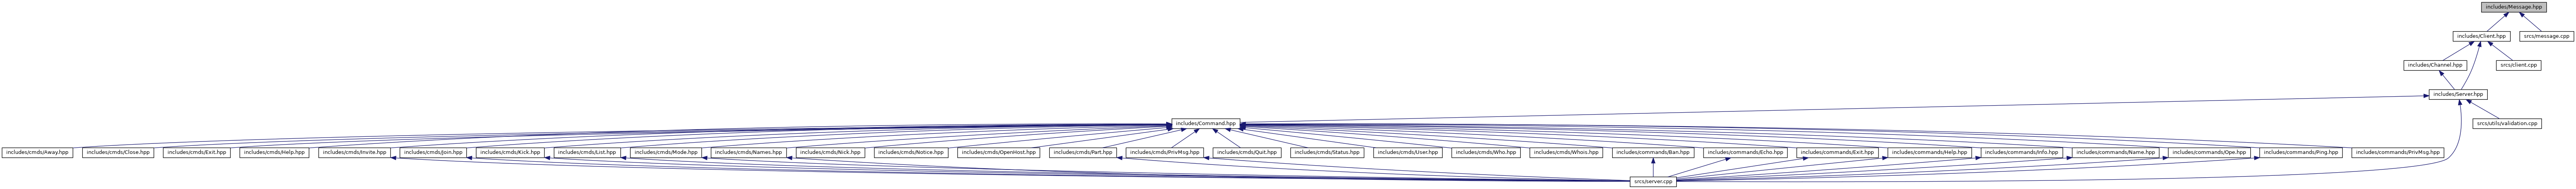 includes/Message.hpp
includes/Client.hpp
srcs/message.cpp
includes/Channel.hpp
srcs/client.cpp
includes/Server.hpp
includes/Command.hpp
srcs/utils/validation.cpp
includes/cmds/Away.hpp
includes/cmds/Close.hpp
includes/cmds/Exit.hpp
includes/cmds/Help.hpp
includes/cmds/Invite.hpp
includes/cmds/Join.hpp
includes/cmds/Kick.hpp
includes/cmds/List.hpp
includes/cmds/Mode.hpp
includes/cmds/Names.hpp
includes/cmds/Nick.hpp
includes/cmds/Notice.hpp
includes/cmds/OpenHost.hpp
includes/cmds/Part.hpp
includes/cmds/PrivMsg.hpp
includes/cmds/Quit.hpp
includes/cmds/Status.hpp
includes/cmds/User.hpp
includes/cmds/Who.hpp
includes/cmds/Whois.hpp
includes/commands/Ban.hpp
includes/commands/Echo.hpp
includes/commands/Exit.hpp
includes/commands/Help.hpp
includes/commands/Info.hpp
includes/commands/Name.hpp
includes/commands/Ope.hpp
includes/commands/Ping.hpp
includes/commands/PrivMsg.hpp
srcs/server.cpp